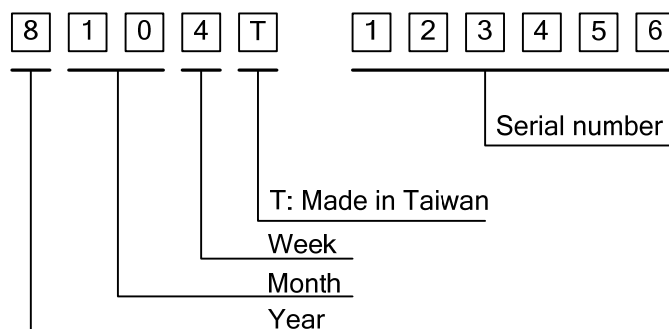 8 1 0 4 T 1 2 3 4 5 6
Serial number
T: Made in Taiwan
Week
Month
Year